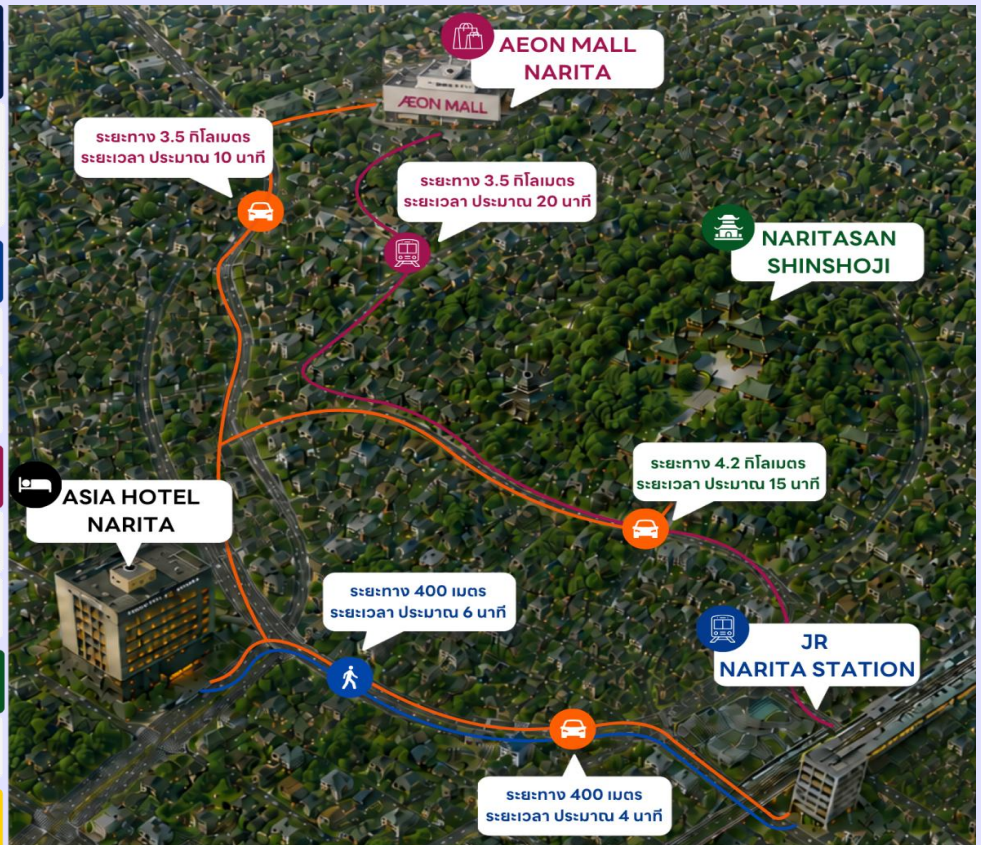 AEON MALL
NARITA
ÆON MALL
ระยะทาง 3.5 กิโลเมตร
ระยะเวลา ประมาณ 10 นาที
ระยะทาง 3.5 กิโลเมตร
ระยะเวลา ประมาณ 20 นาที
NARITASAN
SHINSHOJI
ระยะทาง 4.2 กิโลเมตร
ระยะเวลา ประมาณ 15 นาที
ASIA HOTEL
NARITA
ระยะทาง 400 เมตร
ระยะเวลา ประมาณ 6 นาที
JR
NARITA STATION
ระยะทาง 400 เมตร
ระยะเวลา ประมาณ 4 นาที